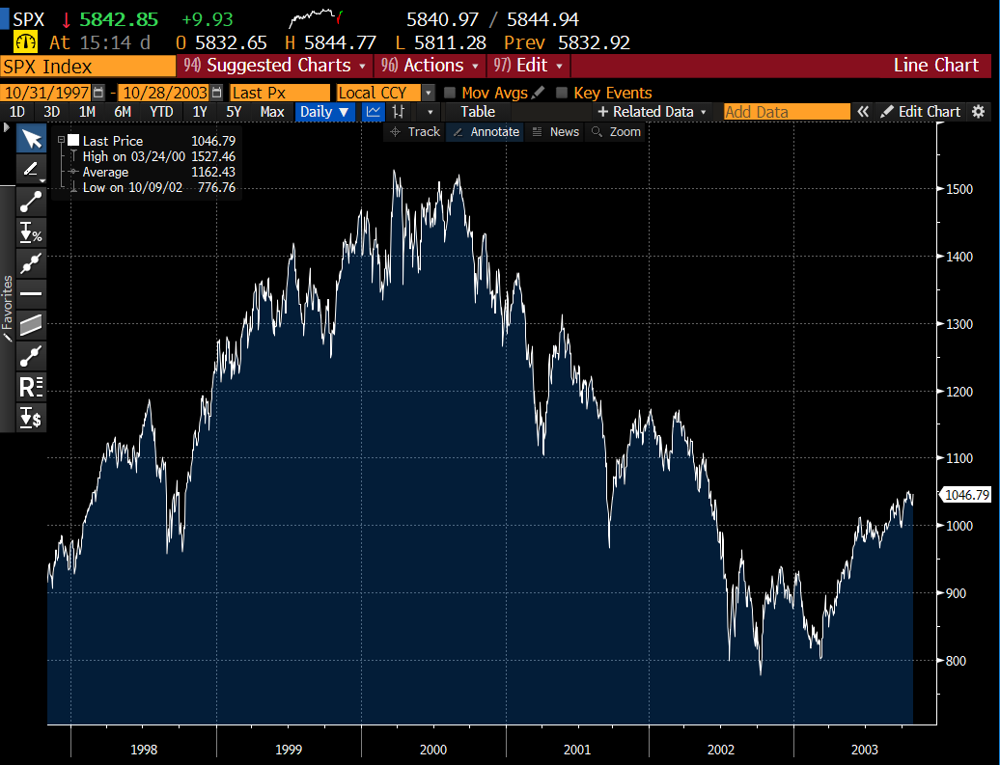 SPX ↓ 5842.85 +9.93 5840.97 / 5844.94
At 15:14 d O 5832.65 H 5844.77 L 5811.28 Prev 5832.92
SPX Index 94) Suggested Charts 96) Actions 97) Edit Line Chart
10/31/1997 - 10/28/2003 Last Px Local CCY Mov Avgs Key Events
1D 3D 1M 6M YTD 1Y 5Y Max Daily ▼ Table + Related Data Add Data « Edit Chart
Track Annotate News Zoom
Last Price 1046.79
High on 03/24/00 1527.46
Average 1162.43
Low on 10/09/02 776.76
%
R
$
Favorites
1500
1400
1300
1200
1100
1046.79
1000
900
800
1998 1999 2000 2001 2002 2003